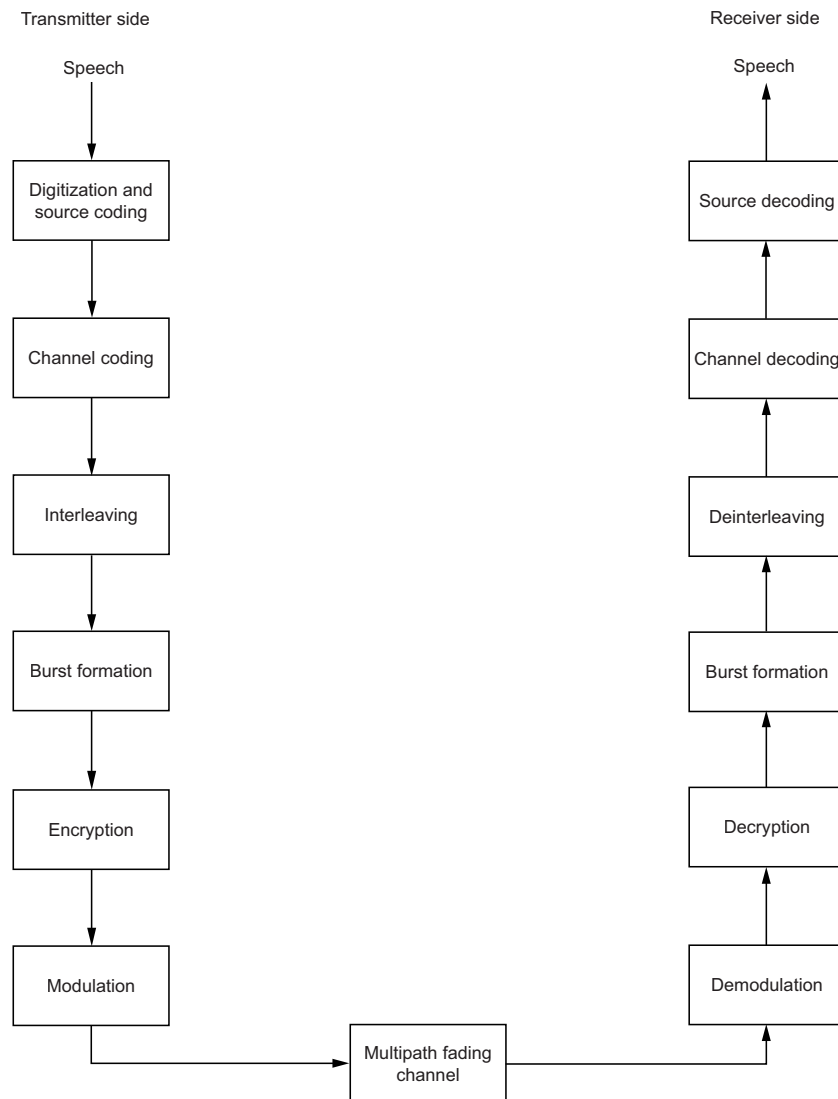 Transmitter side
Speech
Digitization and
source coding
Channel coding
Interleaving
Burst formation
Encryption
Modulation
Multipath fading
channel
Receiver side
Speech
Source decoding
Channel decoding
Deinterleaving
Burst formation
Decryption
Demodulation